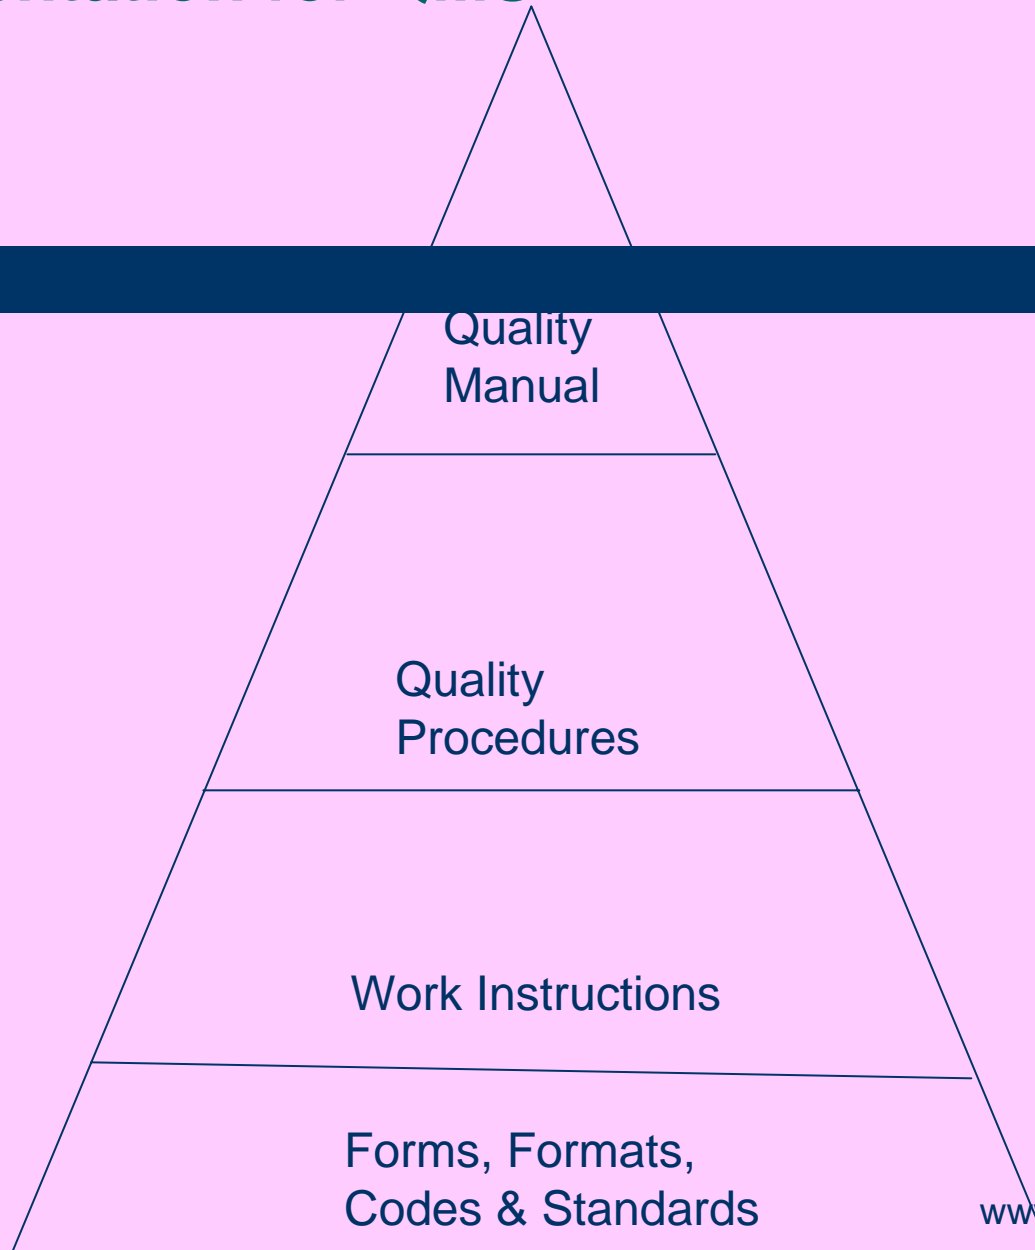 Quality
Manual
Quality
Procedures
Work Instructions
Forms, Formats,
Codes & Standards